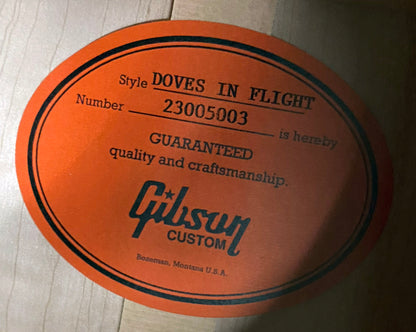 Style DOVES IN FLIGHT
Number 23005003 is hereby
GUARANTEED
quality and craftsmanship.
Gibson
CUSTOM
Bozeman, Montana U.S.A.